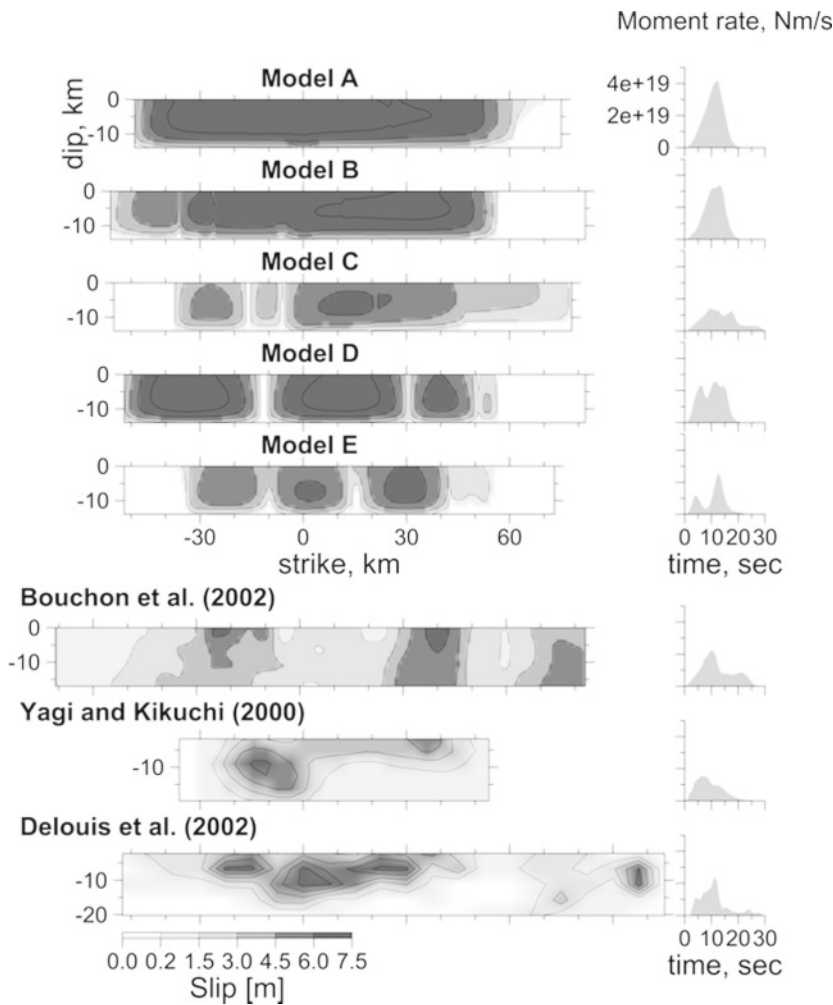 Moment rate, Nm/s
Model A
dip, km
0
-10
4e+19
2e+19
0
Model B
0
-10
Model C
0
-10
Model D
0
-10
Model E
0
-10
-30 0 30 60
strike, km
0 10 20 30
time, sec
Bouchon et al. (2002)
0
-10
Yagi and Kikuchi (2000)
-10
Delouis et al. (2002)
-10
-20
0 10 20 30
time, sec
0.0 0.2 1.5 3.0 4.5 6.0 7.5
Slip [m]